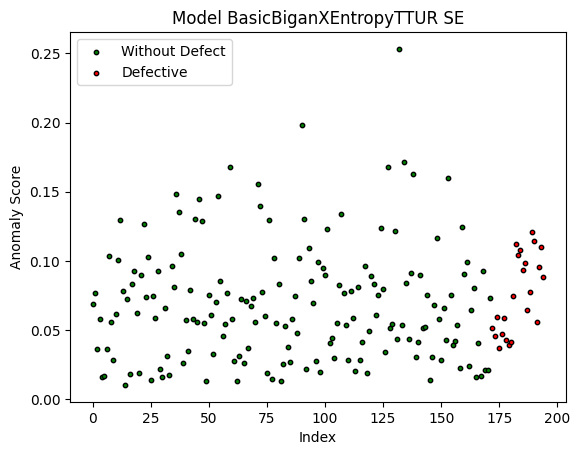 Model BasicBiganXEntropyTTUR SE
Without Defect
Defective
Anomaly Score
0.25
0.20
0.15
0.10
0.05
0.00
0 25 50 75 100 125 150 175 200
Index